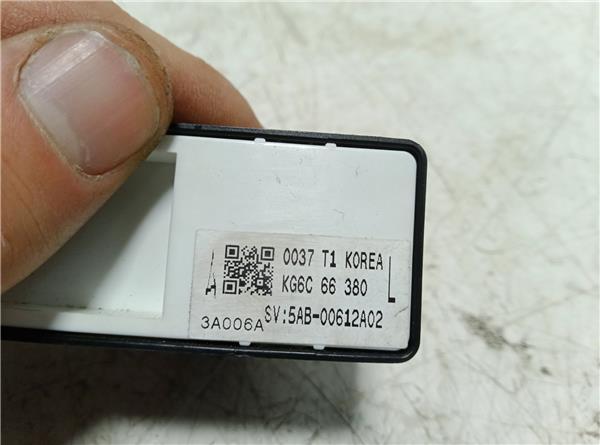 0037 T1 KOREA
A KG6C 66 380 L
SV:5AB-00612A02
3A006A